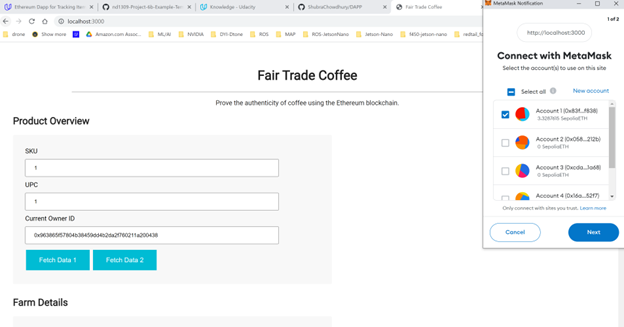 Ethereum Dapp for Tracking Ite
nd1309-Project-6b-Example-Te
Knowledge - Udacity
ShubraChowdhury/DAPP
Fair Trade Coffee
MetaMask Notification
localhost:3000
drone
Show more
Amazon.com Assoc...
ML/AI
NVIDIA
DYI-Drone
ROS
MAP
ROS-JetsonNano
Jetson-Nano
N50-jetson-nano
1 of 2
http://localhost:3000
Connect with MetaMask
Select the account(s) to use on this site
Select all
New account
Account 1 (0x83f...f838)
SepoliaETH
Account 2 (0x058...212b)
0 SepoliaETH
Account 3 (0xcda...1a68)
0 SepoliaETH
Account 4 (0x16a...52f7)
Only connect with sites you trust. Learn more
Cancel
Next
Fair Trade Coffee
Prove the authenticity of coffee using the Ethereum blockchain.
Product Overview
SKU
1
UPC
1
Current Owner ID
0x963865f57804b38459dd4b2da2f760211a200438
Fetch Data 1
Fetch Data 2
Farm Details